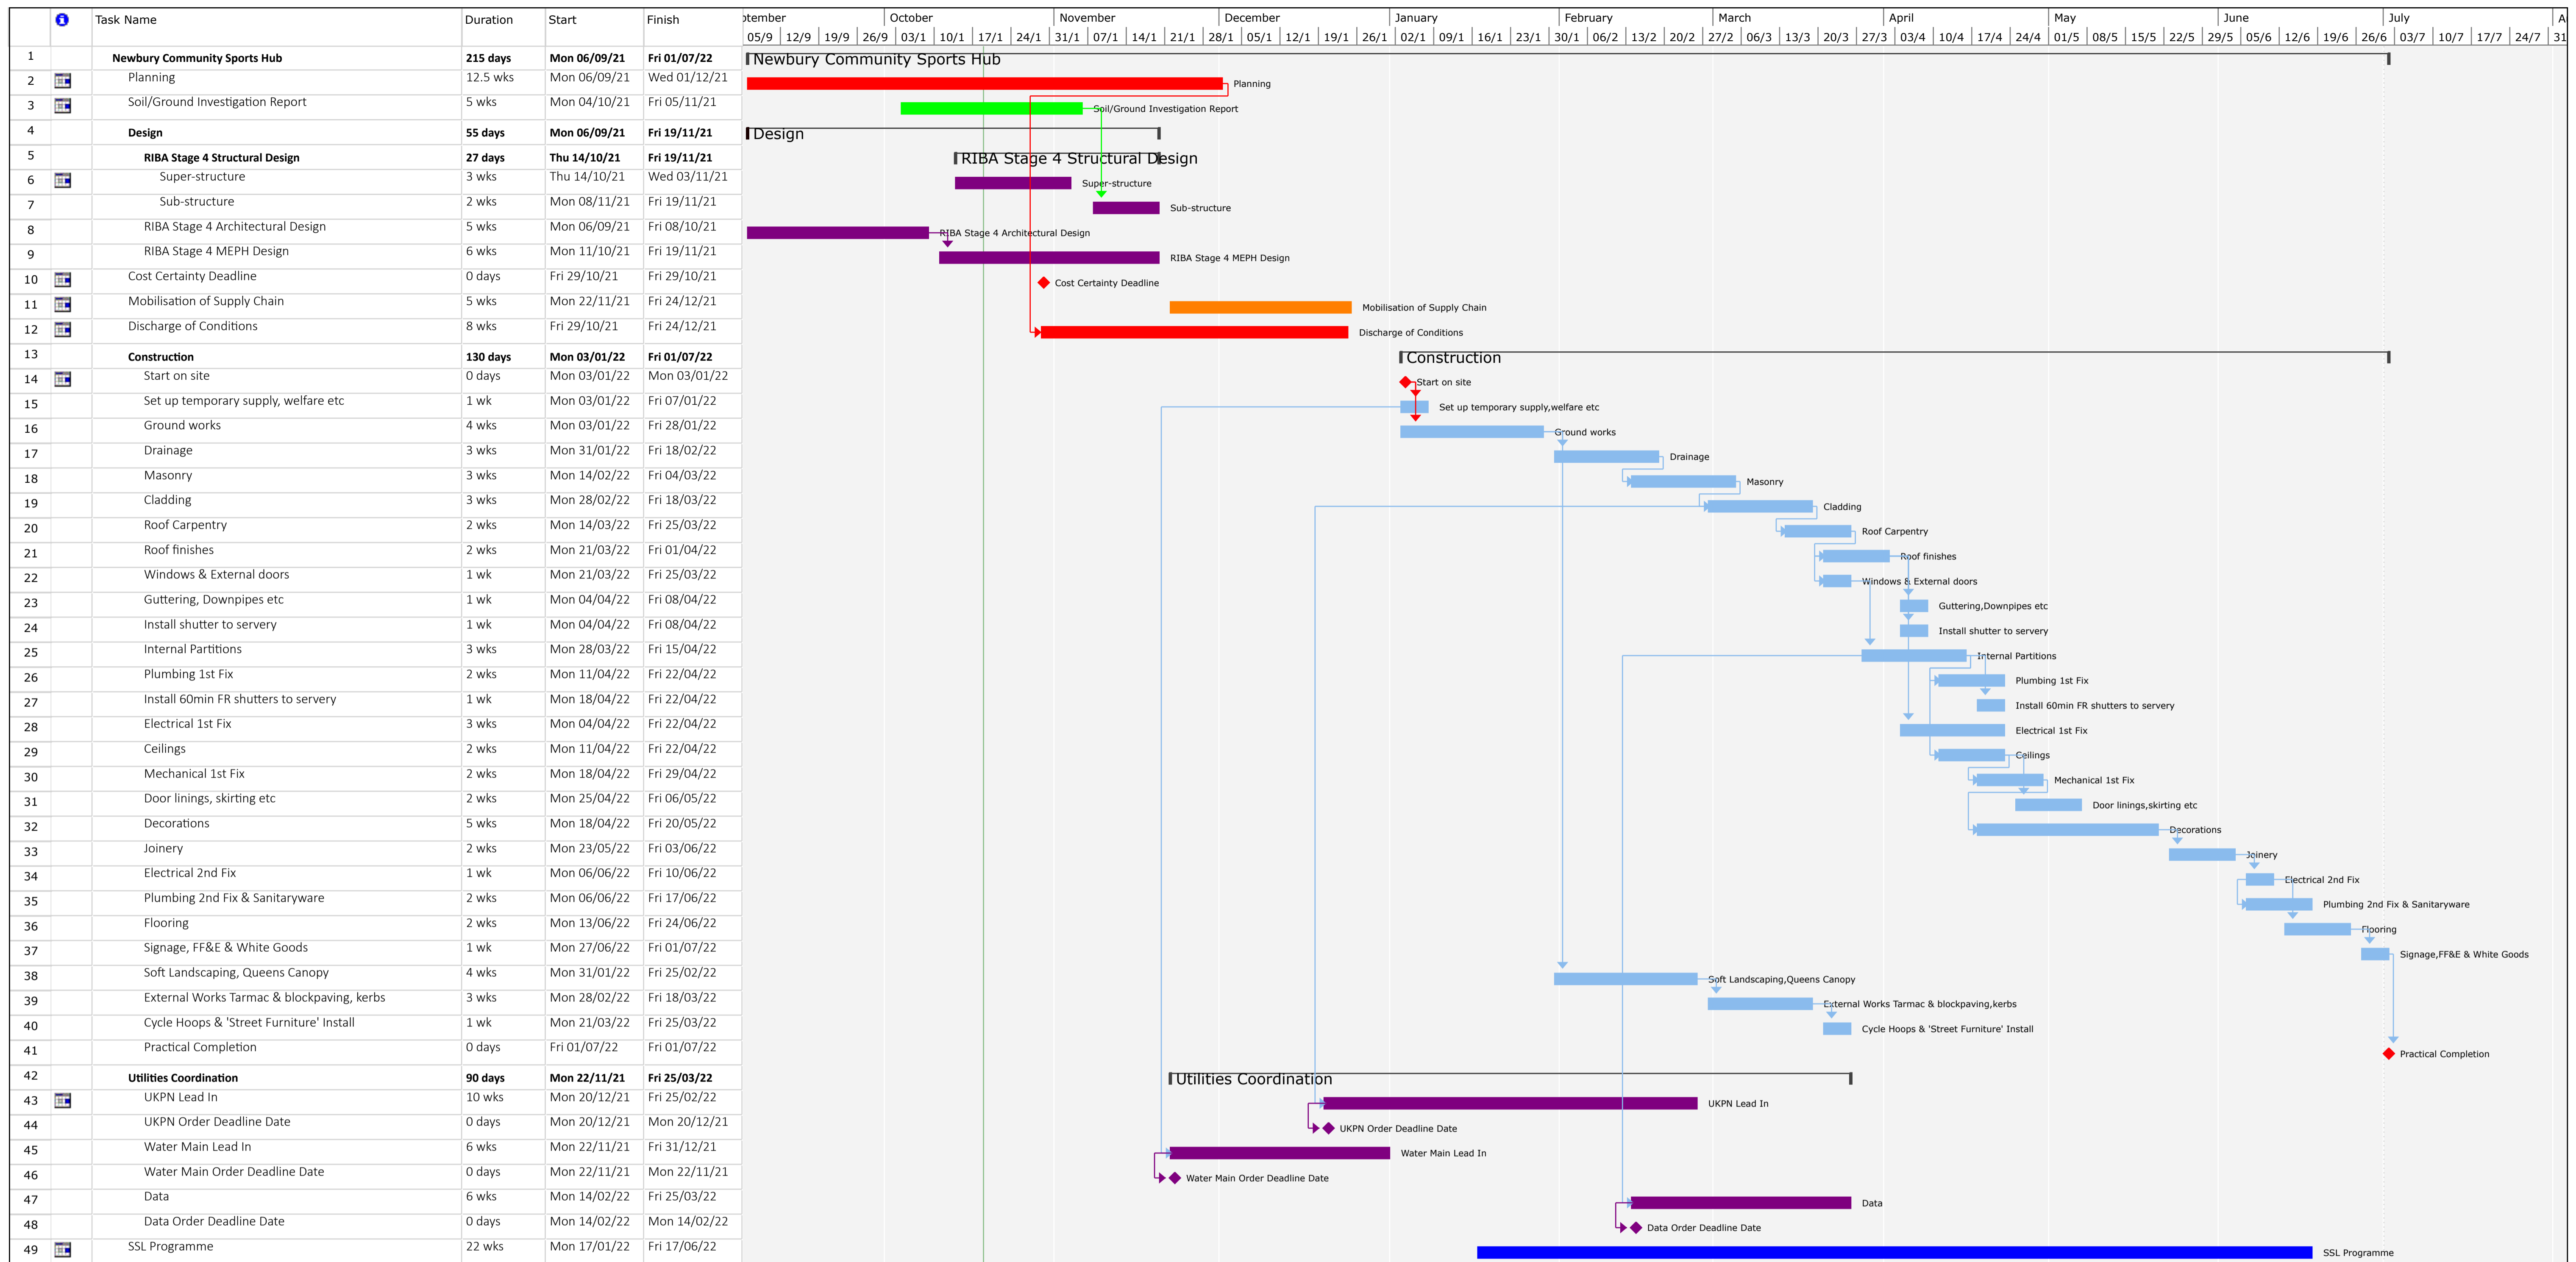 Task Name Duration Start Finish ptember October November December January February March April May June July A
05/9 12/9 19/9 26/9 03/1 10/1 17/1 24/1 31/1 07/1 14/1 21/1 28/1 05/1 12/1 19/1 26/1 02/1 09/1 16/1 23/1 30/1 06/2 13/2 20/2 27/2 06/3 13/3 20/3 27/3 03/4 10/4 17/4 24/4 01/5 08/5 15/5 22/5 29/5 05/6 12/6 19/6 26/6 03/7 10/7 17/7 24/7 31
1 Newbury Community Sports Hub 215 days Mon 06/09/21 Fri 01/07/22 Newbury Community Sports Hub
2 Planning 12.5 wks Mon 06/09/21 Wed 01/12/21 Planning
3 Soil/Ground Investigation Report 5 wks Mon 04/10/21 Fri 05/11/21 Soil/Ground Investigation Report
4 Design 55 days Mon 06/09/21 Fri 19/11/21 Design
5 RIBA Stage 4 Structural Design 27 days Thu 14/10/21 Fri 19/11/21 RIBA Stage 4 Structural Design
6 Super-structure 3 wks Thu 14/10/21 Wed 03/11/21 Super-structure
7 Sub-structure 2 wks Mon 08/11/21 Fri 19/11/21 Sub-structure
8 RIBA Stage 4 Architectural Design 5 wks Mon 06/09/21 Fri 08/10/21 RIBA Stage 4 Architectural Design
9 RIBA Stage 4 MEPH Design 6 wks Mon 11/10/21 Fri 19/11/21 RIBA Stage 4 MEPH Design
10 Cost Certainty Deadline 0 days Fri 29/10/21 Fri 29/10/21 Cost Certainty Deadline
11 Mobilisation of Supply Chain 5 wks Mon 22/11/21 Fri 24/12/21 Mobilisation of Supply Chain
12 Discharge of Conditions 8 wks Fri 29/10/21 Fri 24/12/21 Discharge of Conditions
13 Construction 130 days Mon 03/01/22 Fri 01/07/22 Construction
14 Start on site 0 days Mon 03/01/22 Mon 03/01/22 Start on site
15 Set up temporary supply, welfare etc 1 wk Mon 03/01/22 Fri 07/01/22 Set up temporary supply,welfare etc
16 Ground works 4 wks Mon 03/01/22 Fri 28/01/22 Ground works
17 Drainage 3 wks Mon 31/01/22 Fri 18/02/22 Drainage
18 Masonry 3 wks Mon 14/02/22 Fri 04/03/22 Masonry
19 Cladding 3 wks Mon 28/02/22 Fri 18/03/22 Cladding
20 Roof Carpentry 2 wks Mon 14/03/22 Fri 25/03/22 Roof Carpentry
21 Roof finishes 2 wks Mon 21/03/22 Fri 01/04/22 Roof finishes
22 Windows & External doors 1 wk Mon 21/03/22 Fri 25/03/22 Windows & External doors
23 Guttering, Downpipes etc 1 wk Mon 04/04/22 Fri 08/04/22 Guttering,Downpipes etc
24 Install shutter to servery 1 wk Mon 04/04/22 Fri 08/04/22 Install shutter to servery
25 Internal Partitions 3 wks Mon 28/03/22 Fri 15/04/22 Internal Partitions
26 Plumbing 1st Fix 2 wks Mon 11/04/22 Fri 22/04/22 Plumbing 1st Fix
27 Install 60min FR shutters to servery 1 wk Mon 18/04/22 Fri 22/04/22 Install 60min FR shutters to servery
28 Electrical 1st Fix 3 wks Mon 04/04/22 Fri 22/04/22 Electrical 1st Fix
29 Ceilings 2 wks Mon 11/04/22 Fri 22/04/22 Ceilings
30 Mechanical 1st Fix 2 wks Mon 18/04/22 Fri 29/04/22 Mechanical 1st Fix
31 Door linings, skirting etc 2 wks Mon 25/04/22 Fri 06/05/22 Door linings,skirting etc
32 Decorations 5 wks Mon 18/04/22 Fri 20/05/22 Decorations
33 Joinery 2 wks Mon 23/05/22 Fri 03/06/22 Joinery
34 Electrical 2nd Fix 1 wk Mon 06/06/22 Fri 10/06/22 Electrical 2nd Fix
35 Plumbing 2nd Fix & Sanitaryware 2 wks Mon 06/06/22 Fri 17/06/22 Plumbing 2nd Fix & Sanitaryware
36 Flooring 2 wks Mon 13/06/22 Fri 24/06/22 Flooring
37 Signage, FF&E & White Goods 1 wk Mon 27/06/22 Fri 01/07/22 Signage,FF&E & White Goods
38 Soft Landscaping, Queens Canopy 4 wks Mon 31/01/22 Fri 25/02/22 Soft Landscaping,Queens Canopy
39 External Works Tarmac & blockpaving, kerbs 3 wks Mon 28/02/22 Fri 18/03/22 External Works Tarmac & blockpaving,kerbs
40 Cycle Hoops & 'Street Furniture' Install 1 wk Mon 21/03/22 Fri 25/03/22 Cycle Hoops & 'Street Furniture' Install
41 Practical Completion 0 days Fri 01/07/22 Fri 01/07/22 Practical Completion
42 Utilities Coordination 90 days Mon 22/11/21 Fri 25/03/22 Utilities Coordination
43 UKPN Lead In 10 wks Mon 20/12/21 Fri 25/02/22 UKPN Lead In
44 UKPN Order Deadline Date 0 days Mon 20/12/21 Mon 20/12/21 UKPN Order Deadline Date
45 Water Main Lead In 6 wks Mon 22/11/21 Fri 31/12/21 Water Main Lead In
46 Water Main Order Deadline Date 0 days Mon 22/11/21 Mon 22/11/21 Water Main Order Deadline Date
47 Data 6 wks Mon 14/02/22 Fri 25/03/22 Data
48 Data Order Deadline Date 0 days Mon 14/02/22 Mon 14/02/22 Data Order Deadline Date
49 SSL Programme 22 wks Mon 17/01/22 Fri 17/06/22 SSL Programme